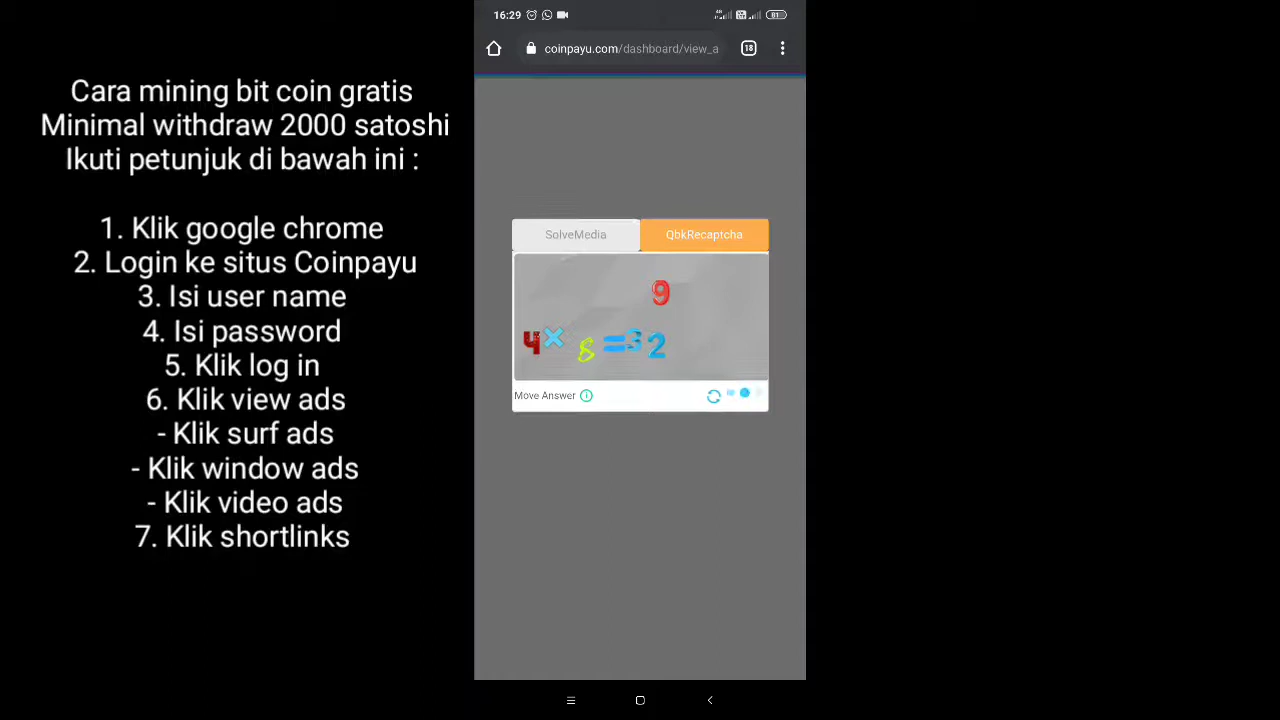 Cara mining bit coin gratis
Minimal withdraw 2000 satoshi
Ikuti petunjuk di bawah ini :
1. Klik google chrome
2. Login ke situs Coinpayu
3. Isi user name
4. Isi password
5. Klik log in
6. Klik view ads
- Klik surf ads
- Klik window ads
- Klik video ads
7. Klik shortlinks
16:29
81
coinpayu.com/dashboard/view_a
18
SolveMedia
QbkRecaptcha
9
4× 8 =32
Move Answer